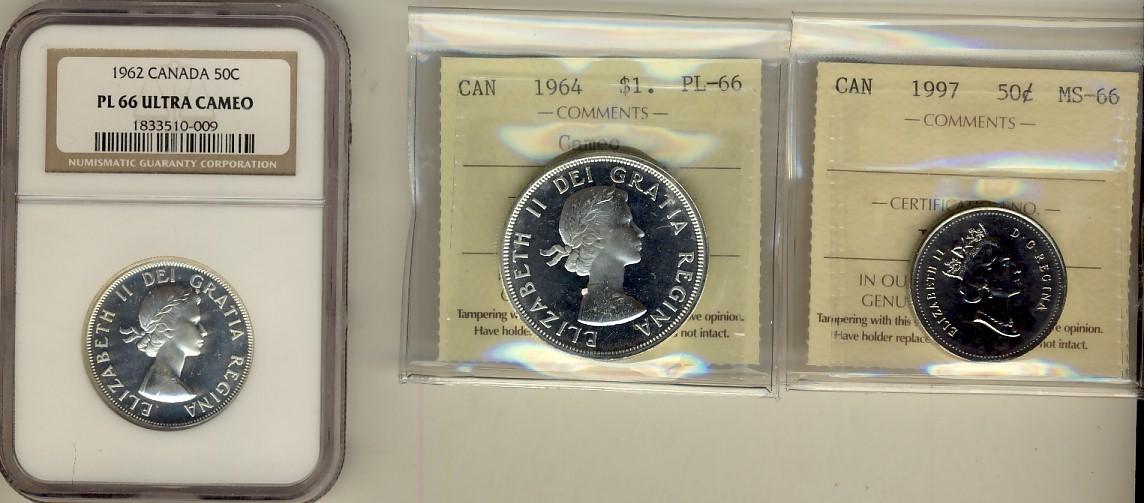 1962 CANADA 50C
PL 66 ULTRA CAMEO
1833510-009
NUMISMATIC GUARANTY CORPORATION
ELIZABETH II DEI GRATIA REGINA
CAN 1964 $1. PL-66
— COMMENTS —
Cameo
ELIZABETH II DEI GRATIA REGINA
Tampering
ve opinion.
Have holde
not intact.
CAN 1997 50¢ MS-66
— COMMENTS —
— CERTIFIC NO. —
ELIZABETH II D·G·REGINA
IN OU
GENU
Tampering with this
e opinion.
Have holder replace
not intact.